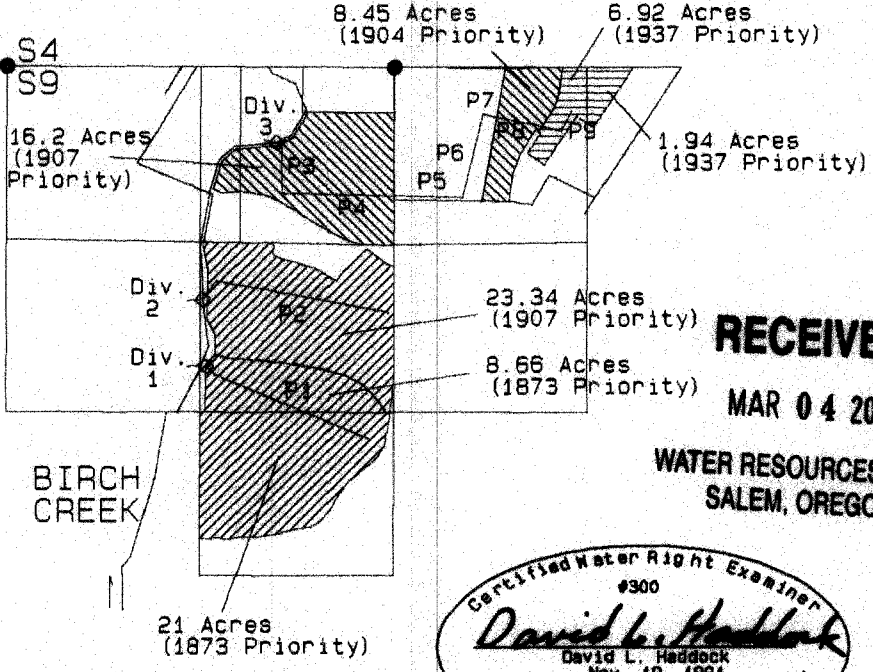 8.45 Acres
(1904 Priority)
6.92 Acres
(1937 Priority)
S4
S9
Div.
3
P7
P8
P9
16.2 Acres
(1907
Priority)
P3
P6
1.94 Acres
(1937 Priority)
P5
P4
Div.
2
P2
23.34 Acres
(1907 Priority)
RECEIVE
Div.
1
P1
8.66 Acres
(1873 Priority)
MAR 04 20
WATER RESOURCES
SALEM, OREGO
BIRCH
CREEK
Certified Water Right Examiner
#300
David L. Haddock
David L. Haddock
21 Acres
(1873 Priority)